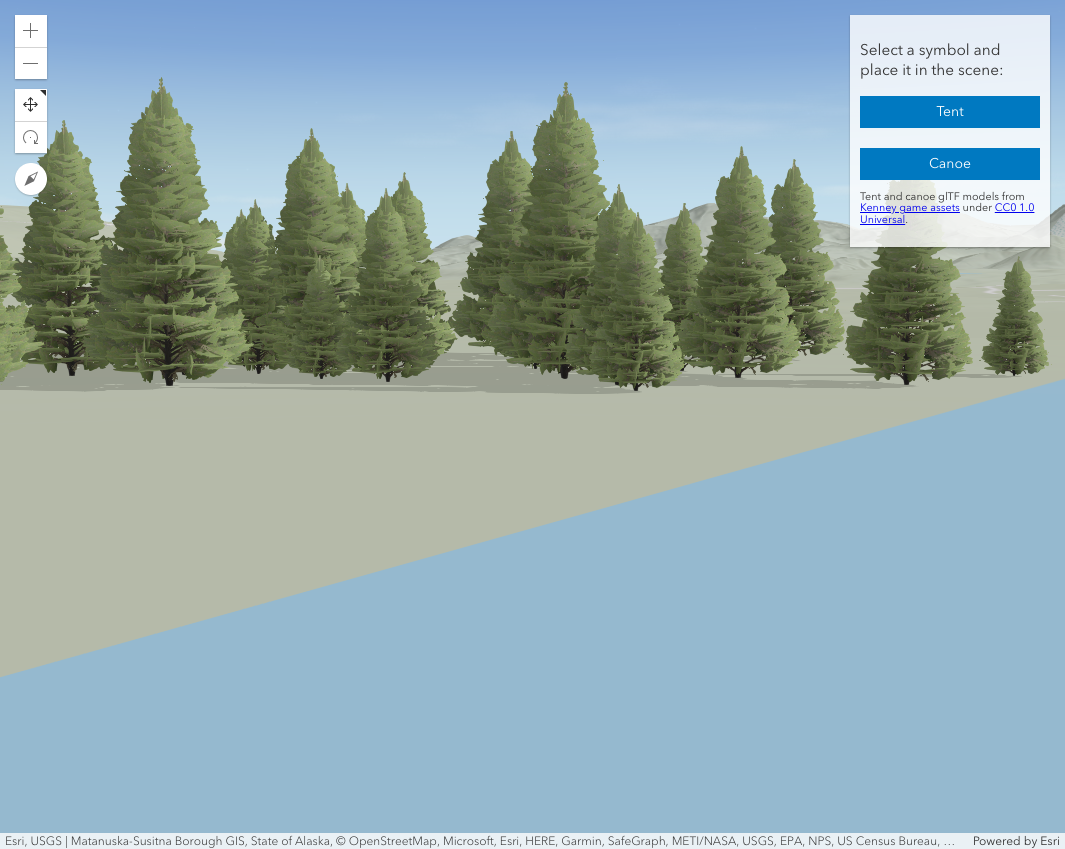 Select a symbol and
place it in the scene:
Tent
Canoe
Tent and canoe glTF models from
Kenney game assets under CC0 1.0
Universal.
Esri, USGS | Matanuska-Susitna Borough GIS, State of Alaska, © OpenStreetMap, Microsoft, Esri, HERE, Garmin, SafeGraph, METI/NASA, USGS, EPA, NPS, US Census Bureau, … Powered by Esri